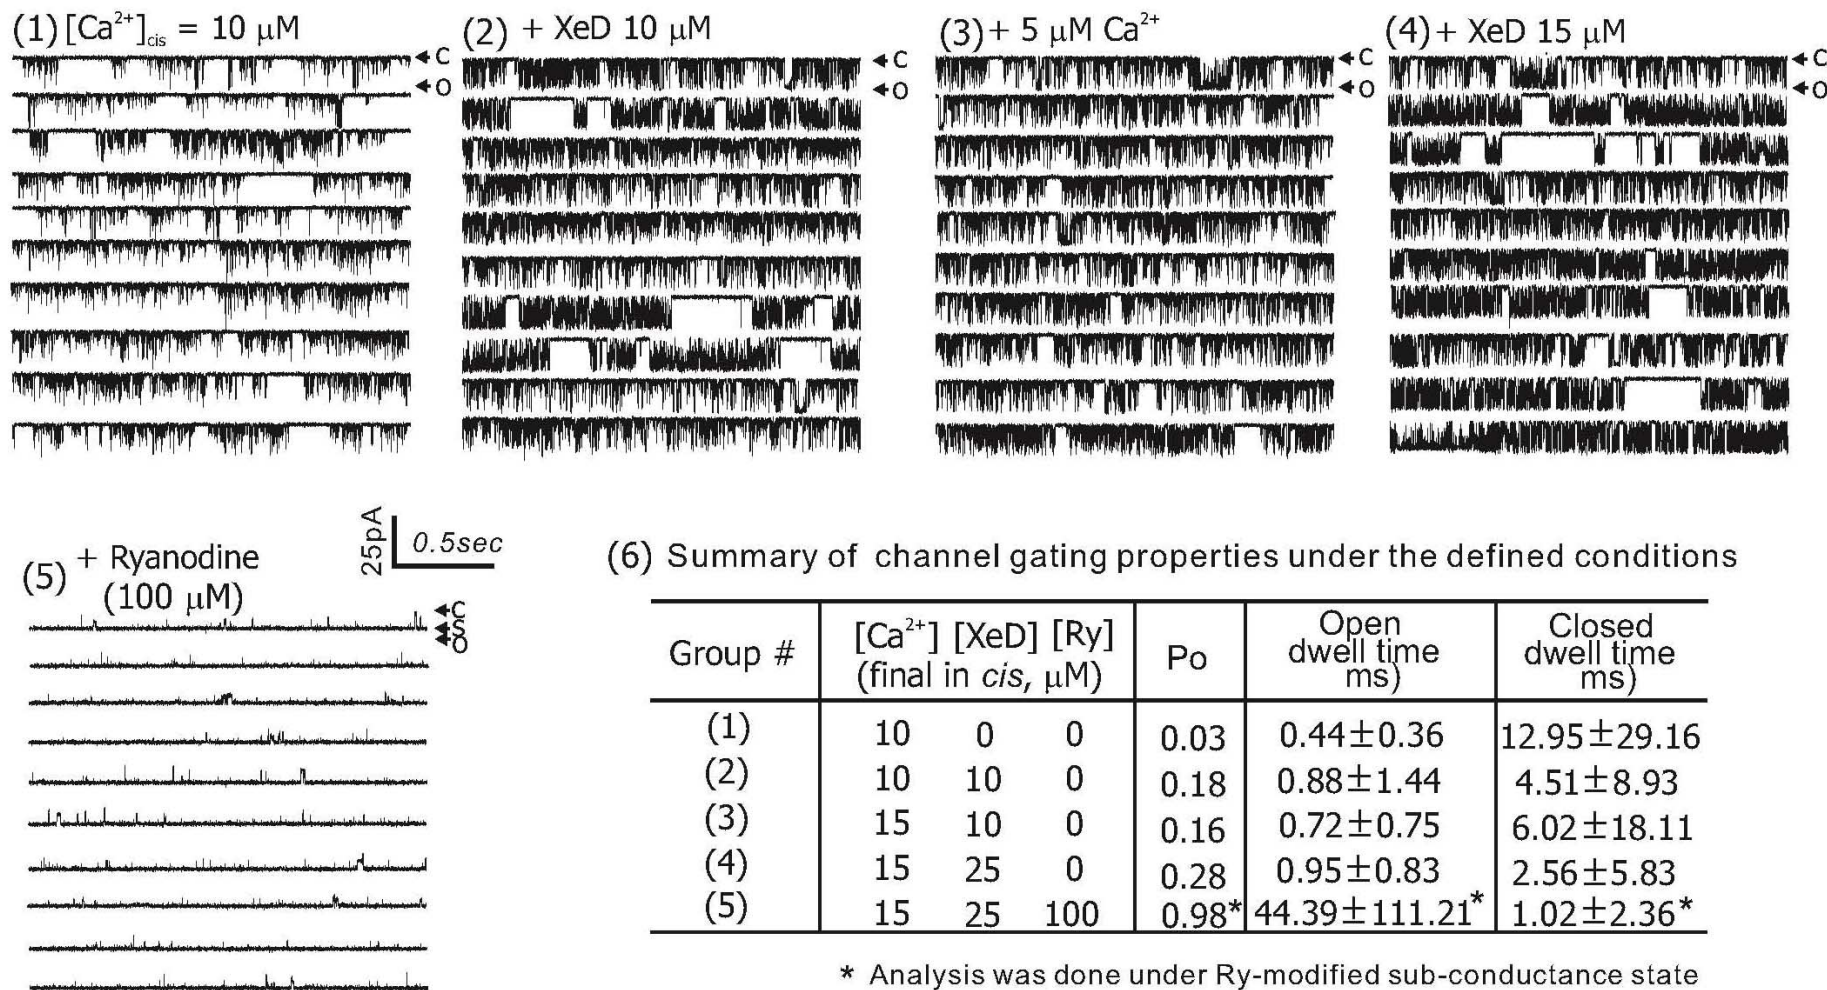 (1) [Ca²⁺]cis = 10 μM
C
O
(2) + XeD 10 μM
C
O
(3) + 5 μM Ca²⁺
C
O
(4) + XeD 15 μM
C
O
(5) + Ryanodine
(100 μM)
25pA
0.5sec
C
S
O
(6) Summary of channel gating properties under the defined conditions
Group # [Ca²⁺] [XeD] [Ry] (final in cis, μM) Po Open dwell time ms) Closed dwell time ms)
(1) 10 0 0 0.03 0.44±0.36 12.95±29.16
(2) 10 10 0 0.18 0.88±1.44 4.51±8.93
(3) 15 10 0 0.16 0.72±0.75 6.02±18.11
(4) 15 25 0 0.28 0.95±0.83 2.56±5.83
(5) 15 25 100 0.98* 44.39±111.21* 1.02±2.36*
* Analysis was done under Ry-modified sub-conductance state